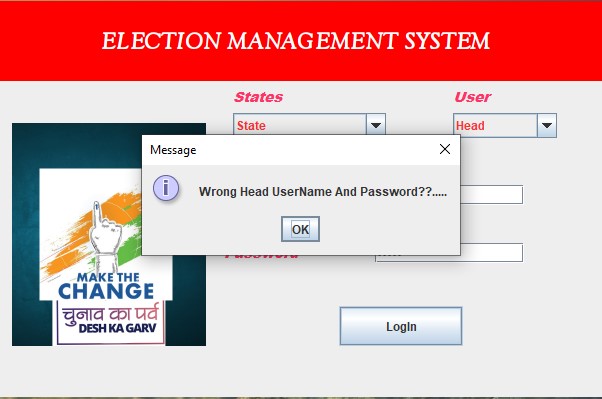 ELECTION MANAGEMENT SYSTEM
States
User
State
Head
Message
Wrong Head UserName And Password??.....
OK
Password
MAKE THE
CHANGE
चुनाव का पर्व
DESH KA GARV
LogIn